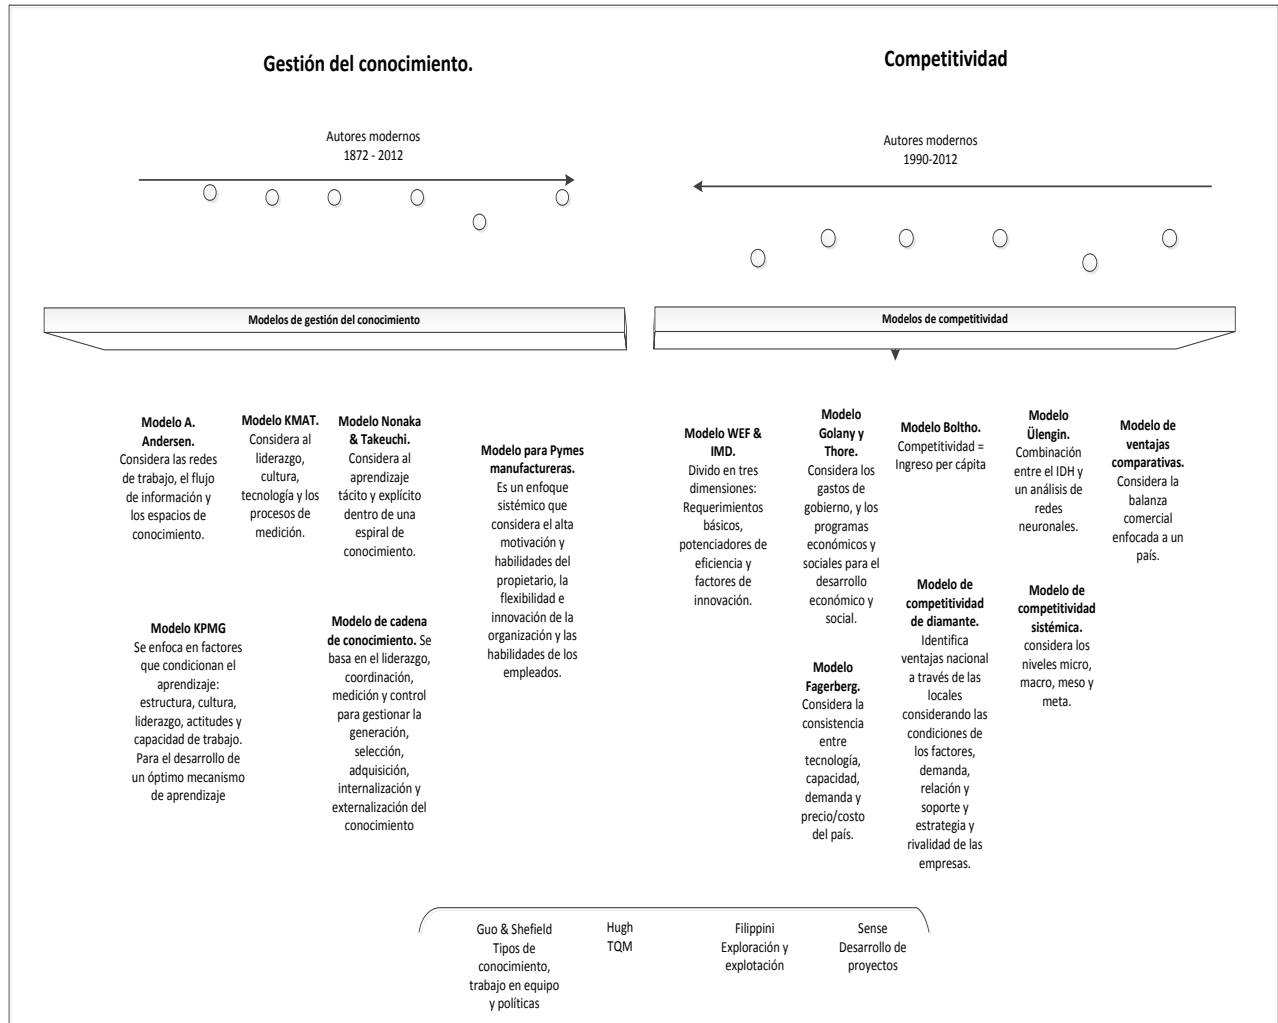 Gestión del conocimiento.
Autores modernos
1872 - 2012
Modelos de gestión del conocimiento
Modelo A.
Andersen.
Considera las redes
de trabajo, el flujo
de información y
los espacios de
conocimiento.
Modelo KMAT.
Considera al
liderazgo,
cultura,
tecnología y los
procesos de
medición.
Modelo Nonaka
& Takeuchi.
Considera al
aprendizaje
tácito y explícito
dentro de una
espiral de
conocimiento.
Modelo para Pymes
manufactureras.
Es un enfoque
sistémico que
considera el alta
motivación y
habilidades del
propietario, la
flexibilidad e
innovación de la
organización y las
habilidades de los
empleados.
Modelo KPMG
Se enfoca en factores
que condicionan el
aprendizaje:
estructura, cultura,
liderazgo, actitudes y
capacidad de trabajo.
Para el desarrollo de
un óptimo mecanismo
de aprendizaje
Modelo de cadena
de conocimiento. Se
basa en el liderazgo,
coordinación,
medición y control
para gestionar la
generación,
selección,
adquisición,
internalización y
externalización del
conocimiento
Competitividad
Autores modernos
1990-2012
Modelos de competitividad
Modelo WEF &
IMD.
Divido en tres
dimensiones:
Requerimientos
básicos,
potenciadores de
eficiencia y
factores de
innovación.
Modelo
Golany y
Thore.
Considera los
gastos de
gobierno, y los
programas
económicos y
sociales para el
desarrollo
económico y
social.
Modelo Boltho.
Competitividad =
Ingreso per cápita
Modelo
Ülengin.
Combinación
entre el IDH y
un análisis de
redes
neuronales.
Modelo de
ventajas
comparativas.
Considera la
balanza
comercial
enfocada a un
país.
Modelo
Fagerberg.
Considera la
consistencia
entre
tecnología,
capacidad,
demanda y
precio/costo
del país.
Modelo de
competitividad
de diamante.
Identifica
ventajas nacional
a través de las
locales
considerando las
condiciones de
los factores,
demanda,
relación y
soporte y
estrategia y
rivalidad de las
empresas.
Modelo de
competitividad
sistémica.
considera los
niveles micro,
macro, meso y
meta.
Guo & Shefield
Tipos de
conocimiento,
trabajo en equipo
y políticas
Hugh
TQM
Filippini
Exploración y
explotación
Sense
Desarrollo de
proyectos